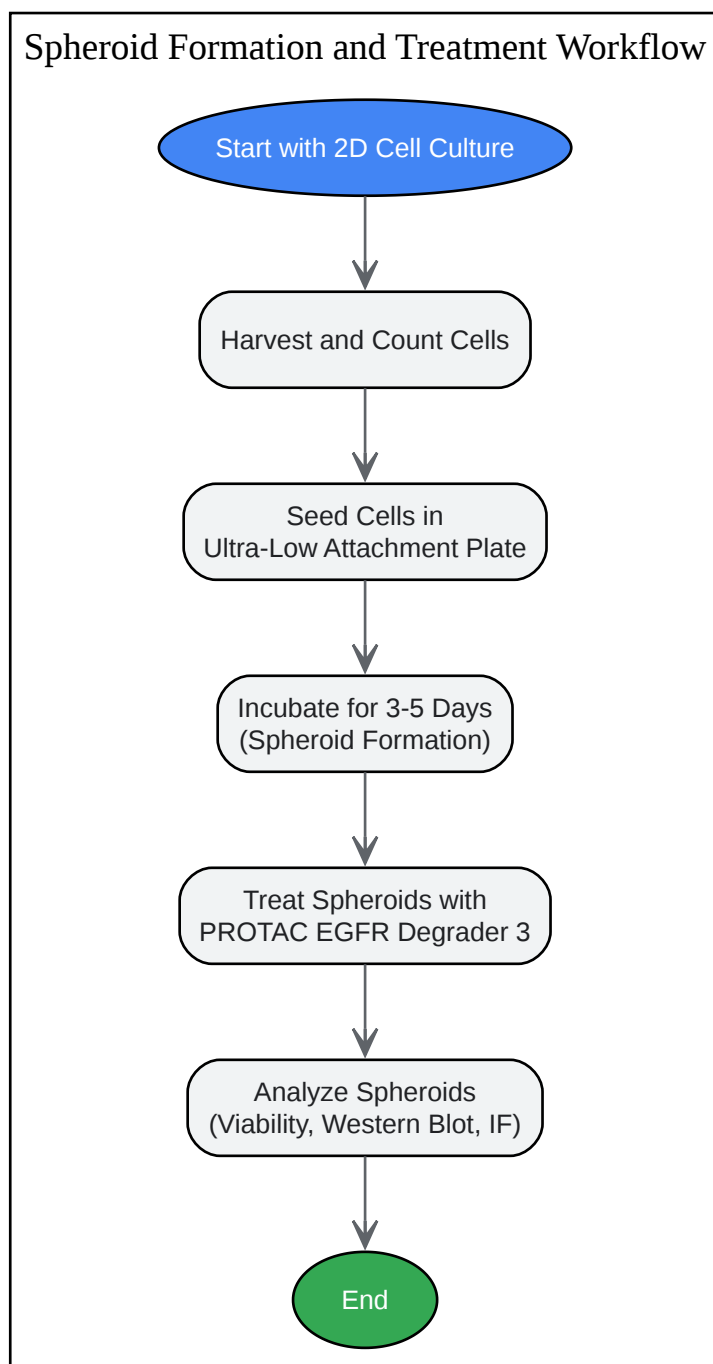 Spheroid Formation and Treatment Workflow
Start with 2D Cell Culture
Harvest and Count Cells
Seed Cells in
Ultra-Low Attachment Plate
Incubate for 3-5 Days
(Spheroid Formation)
Treat Spheroids with
PROTAC EGFR Degrader 3
Analyze Spheroids
(Viability, Western Blot, IF)
End